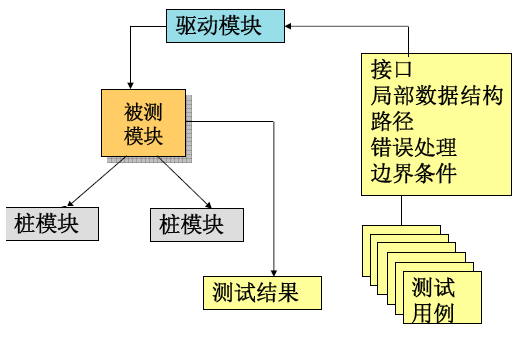 驱动模块
接口
局部数据结构
路径
错误处理
边界条件
被测
模块
桩模块
桩模块
测试结果
测试
用例